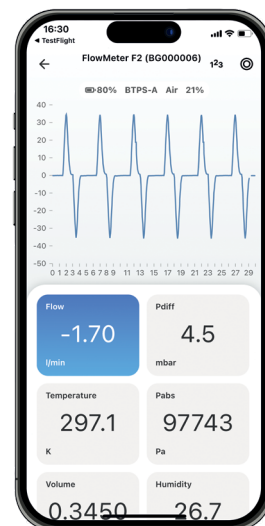 16:30
◀ TestFlight
FlowMeter F2 (BG000006)
1²3
80% BTPS-A Air 21%
40
30
20
10
0
-10
-20
-30
-40
-50
0 1 2 3 4 5 6 7 8 9 11 13 15 17 19 21 23 25 27 29
Flow
-1.70
l/min
Pdiff
4.5
mbar
Temperature
297.1
K
Pabs
97743
Pa
Volume
0.3450
Humidity
26.7